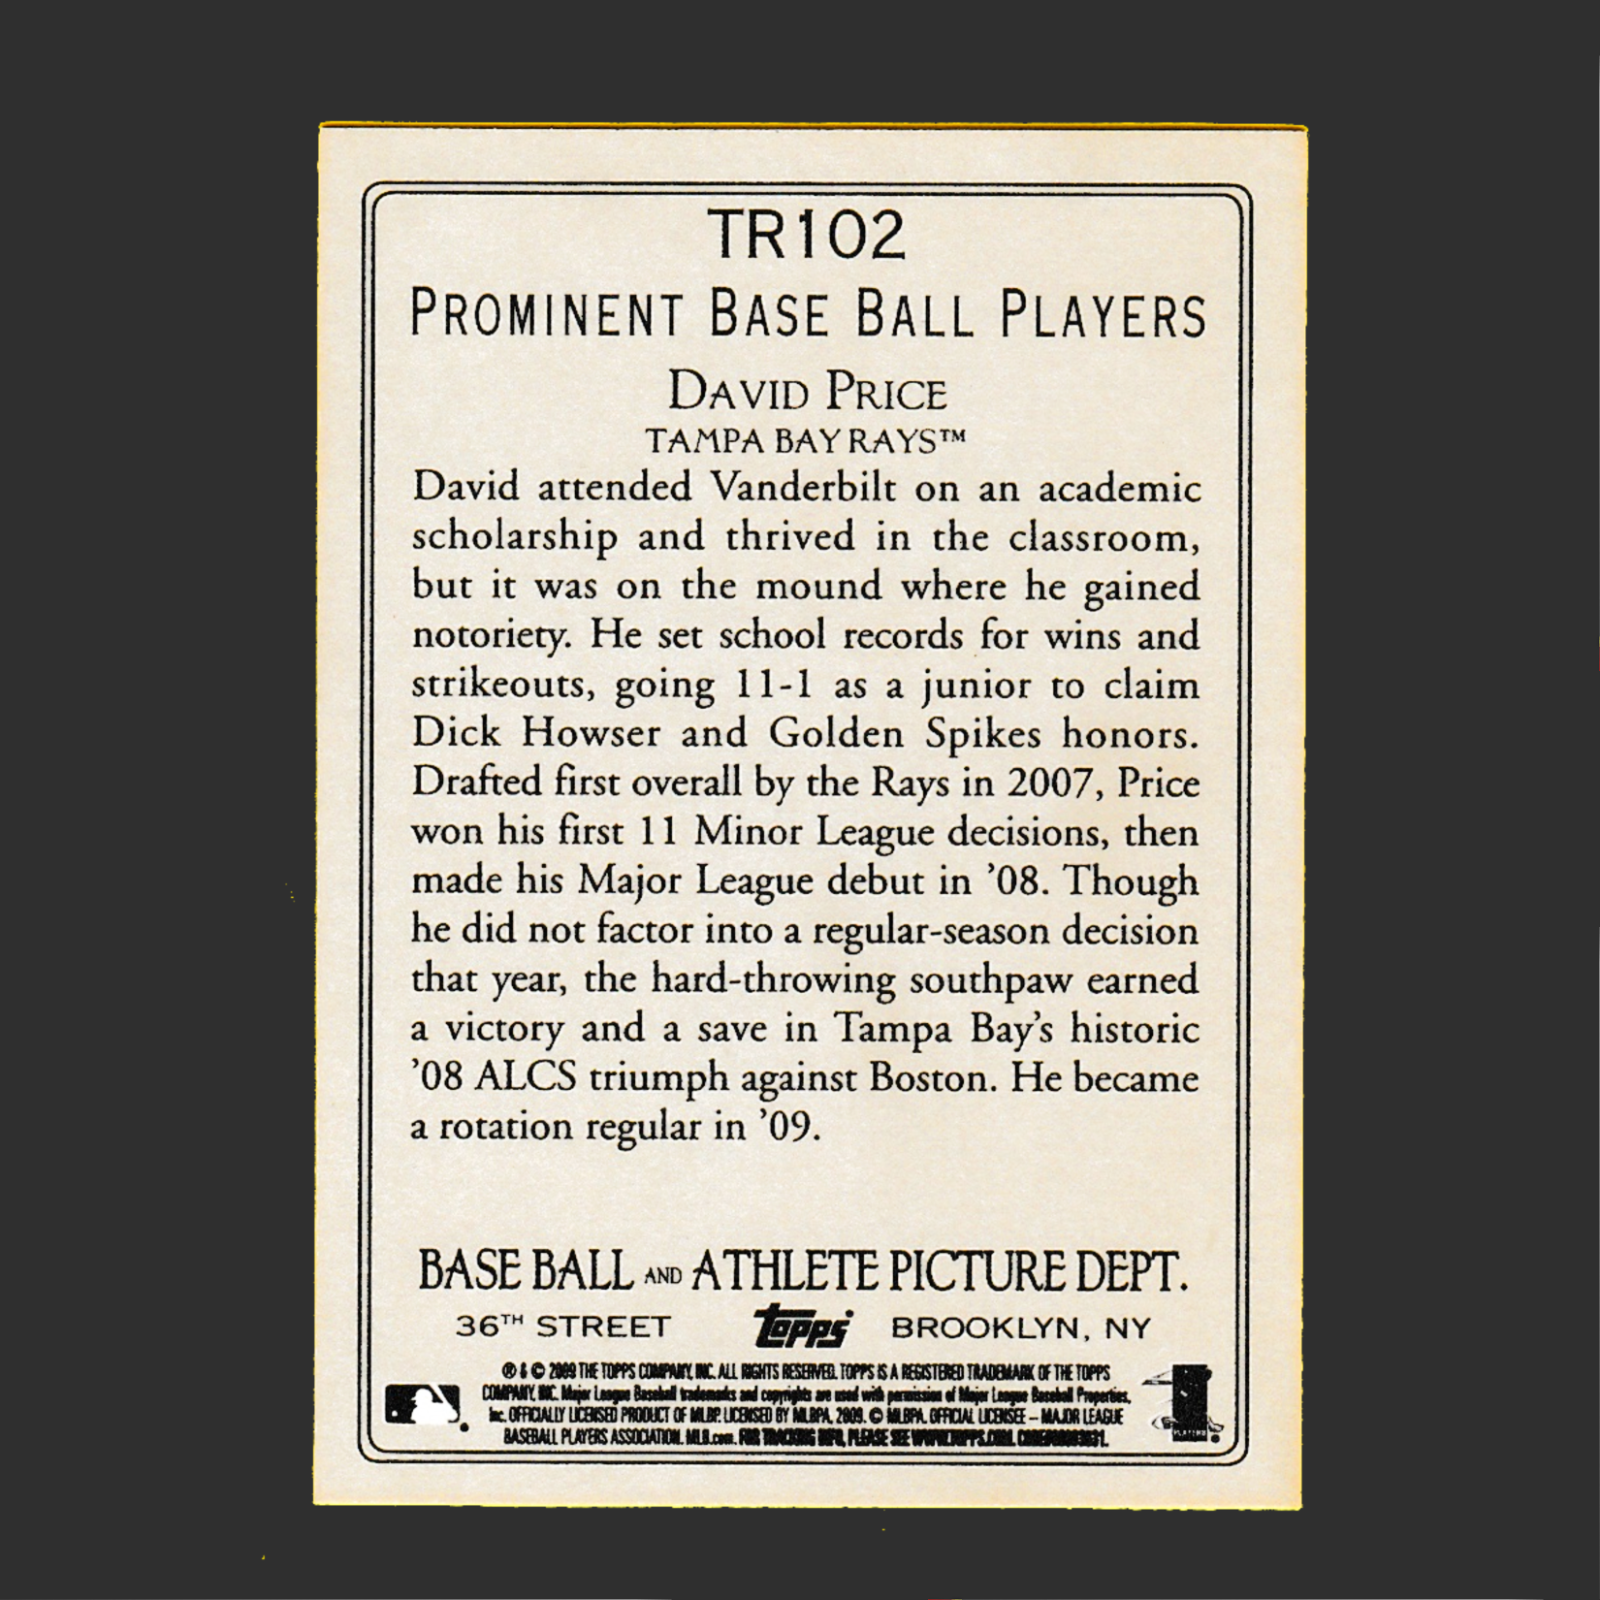 TR102
PROMINENT BASE BALL PLAYERS
DAVID PRICE
TAMPA BAY RAYS™
David attended Vanderbilt on an academic
scholarship and thrived in the classroom,
but it was on the mound where he gained
notoriety. He set school records for wins and
strikeouts, going 11-1 as a junior to claim
Dick Howser and Golden Spikes honors.
Drafted first overall by the Rays in 2007, Price
won his first 11 Minor League decisions, then
made his Major League debut in ’08. Though
he did not factor into a regular-season decision
that year, the hard-throwing southpaw earned
a victory and a save in Tampa Bay’s historic
’08 ALCS triumph against Boston. He became
a rotation regular in ’09.
BASE BALL AND ATHLETE PICTURE DEPT.
36TH STREET topps BROOKLYN, NY
® & © 2009 THE TOPPS COMPANY, INC. ALL RIGHTS RESERVED. TOPPS IS A REGISTERED TRADEMARK OF THE TOPPS
COMPANY, INC. Major League Baseball trademarks and copyrights are used with permission of Major League Baseball Properties,
Inc. OFFICIALLY LICENSED PRODUCT OF MLBP. LICENSED BY MLBPA, 2009. © MLBPA. OFFICIAL LICENSEE – MAJOR LEAGUE
BASEBALL PLAYERS ASSOCIATION. MLB.com. FOR TRACKING INFO, PLEASE SEE